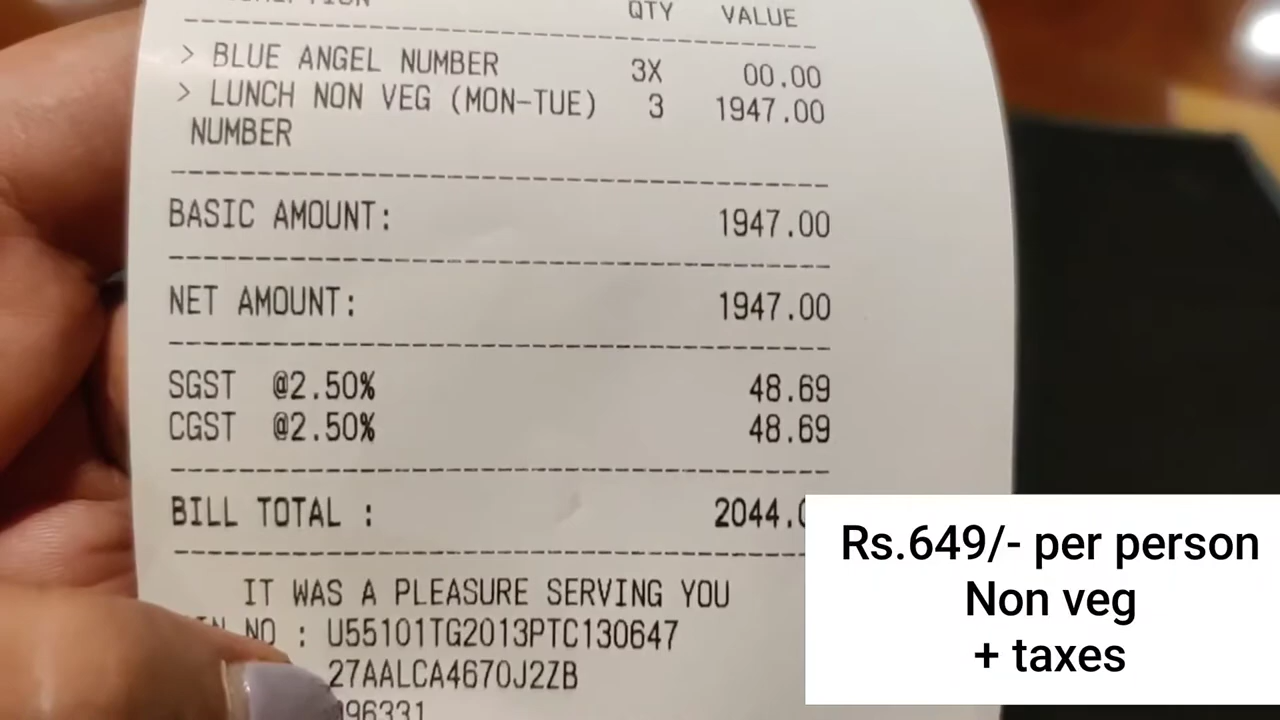 QTY VALUE
> BLUE ANGEL NUMBER 3X 00.00
> LUNCH NON VEG (MON-TUE) 3 1947.00
NUMBER
BASIC AMOUNT: 1947.00
NET AMOUNT: 1947.00
SGST @2.50% 48.69
CGST @2.50% 48.69
BILL TOTAL : 2044.
IT WAS A PLEASURE SERVING YOU
NO : U55101TG2013PTC130647
27AALCA4670J2ZB
96331
Rs.649/- per person
Non veg
+ taxes